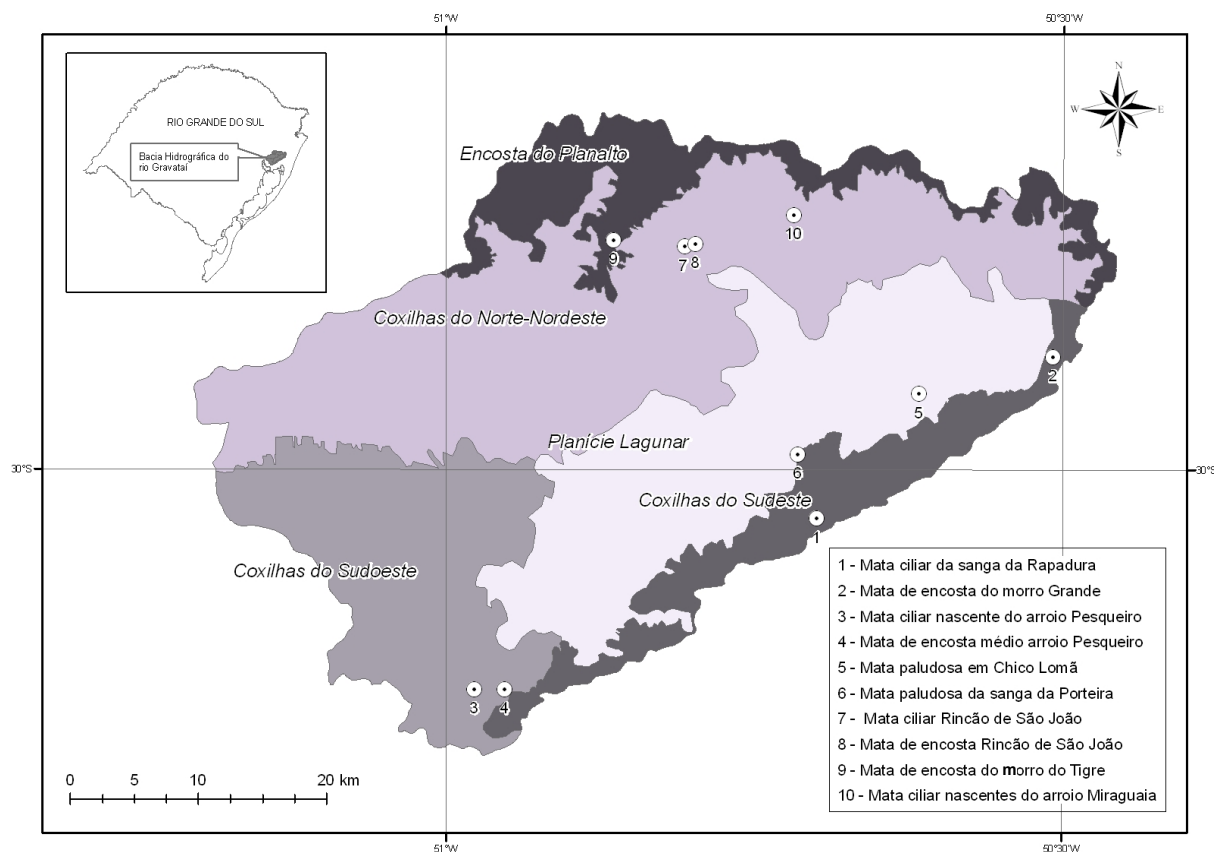 51°W
50°30'W
N
W
E
S
RIO GRANDE DO SUL
Bacia Hidrográfica do
rio Gravataí
Encosta do Planalto
10
9
7
8
Coxilhas do Norte-Nordeste
2
5
Planície Lagunar
30°S
30°S
6
Coxilhas do Sudeste
1
Coxilhas do Sudoeste
3
4
1 - Mata ciliar da sanga da Rapadura
2 - Mata de encosta do morro Grande
3 - Mata ciliar nascente do arroio Pesqueiro
4 - Mata de encosta médio arroio Pesqueiro
5 - Mata paludosa em Chico Lomã
6 - Mata paludosa da sanga da Porteira
7 - Mata ciliar Rincão de São João
8 - Mata de encosta Rincão de São João
9 - Mata de encosta do morro do Tigre
10 - Mata ciliar nascentes do arroio Miraguaia
0 5 10 20 km
51°W
50°30'W